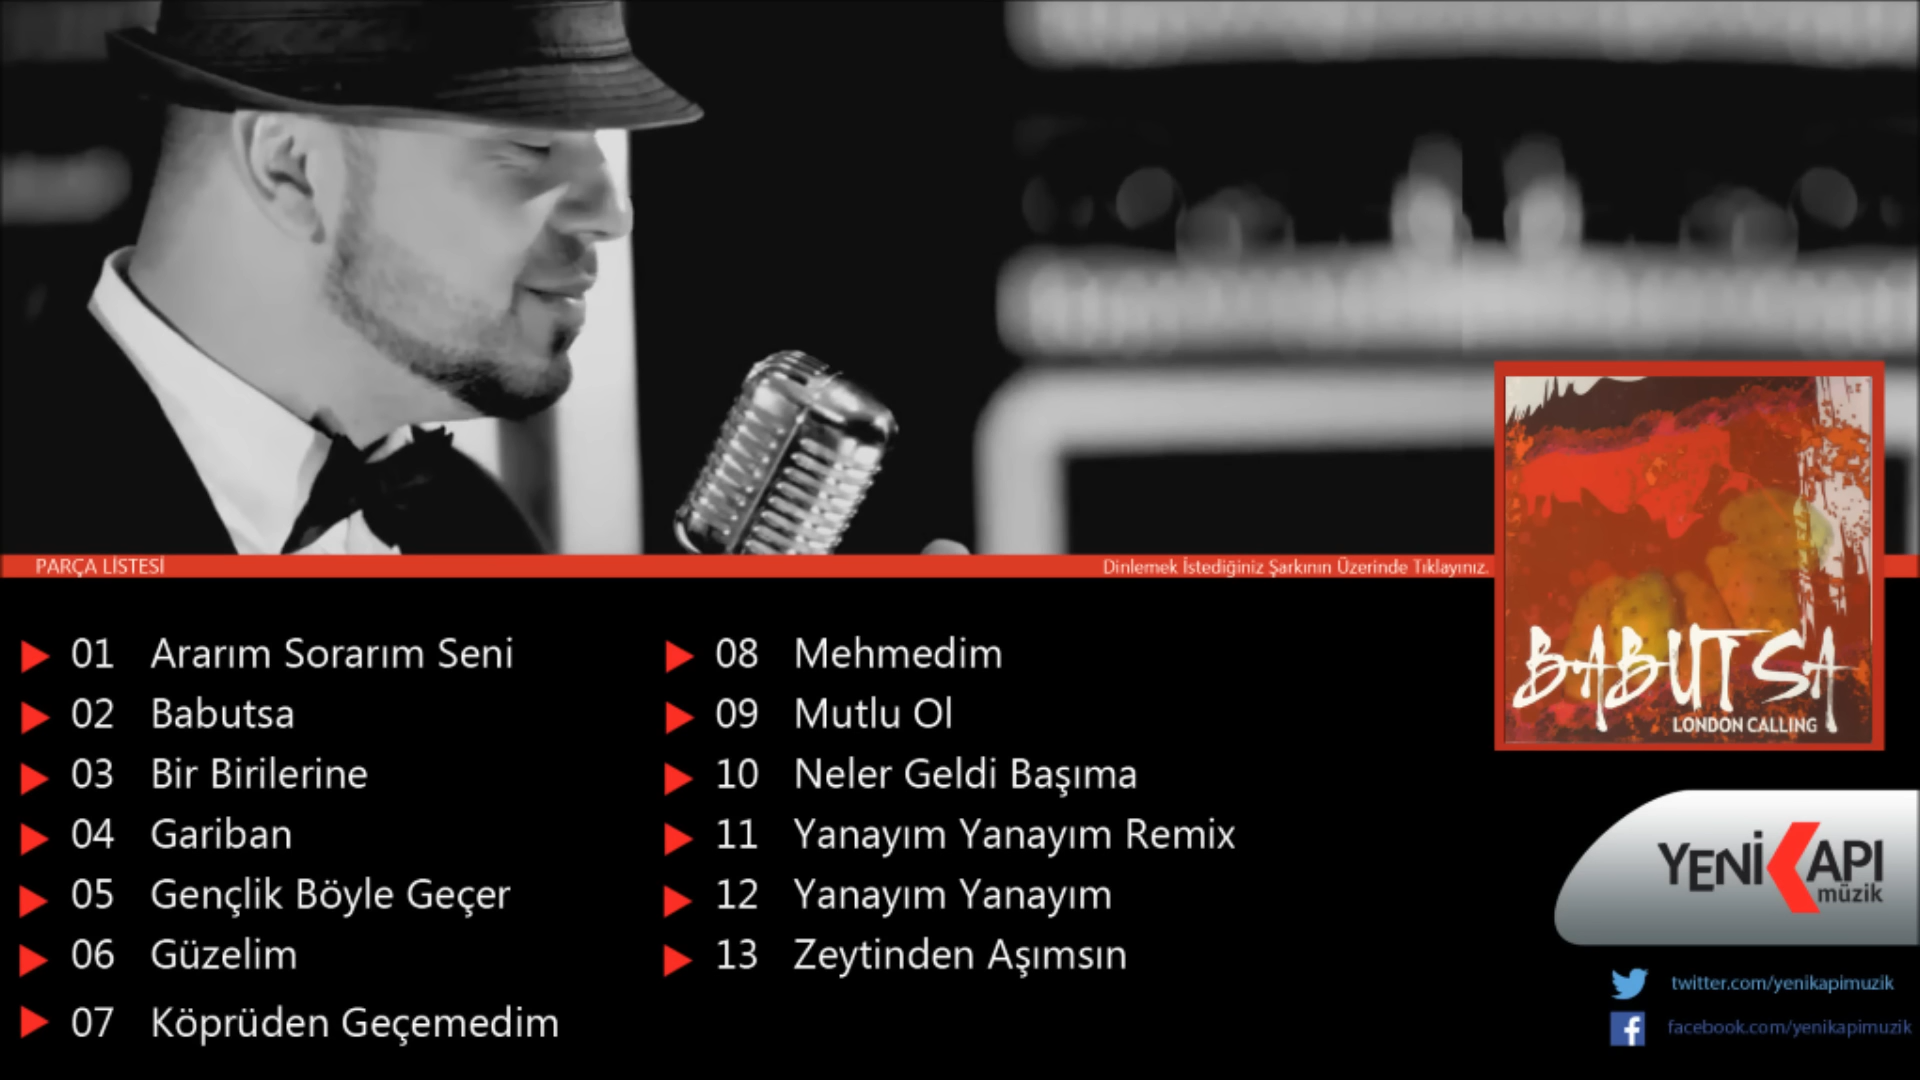 PARÇA LİSTESİ
Dinlemek İstediğiniz Şarkının Üzerinde Tıklayınız.
01 Ararım Sorarım Seni
02 Babutsa
03 Bir Birilerine
04 Gariban
05 Gençlik Böyle Geçer
06 Güzelim
07 Köprüden Geçemedim
08 Mehmedim
09 Mutlu Ol
10 Neler Geldi Başıma
11 Yanayım Yanayım Remix
12 Yanayım Yanayım
13 Zeytinden Aşımsın
BABUTSA
LONDON CALLING
YENİKAPI
müzik
twitter.com/yenikapimuzik
facebook.com/yenikapimuzik